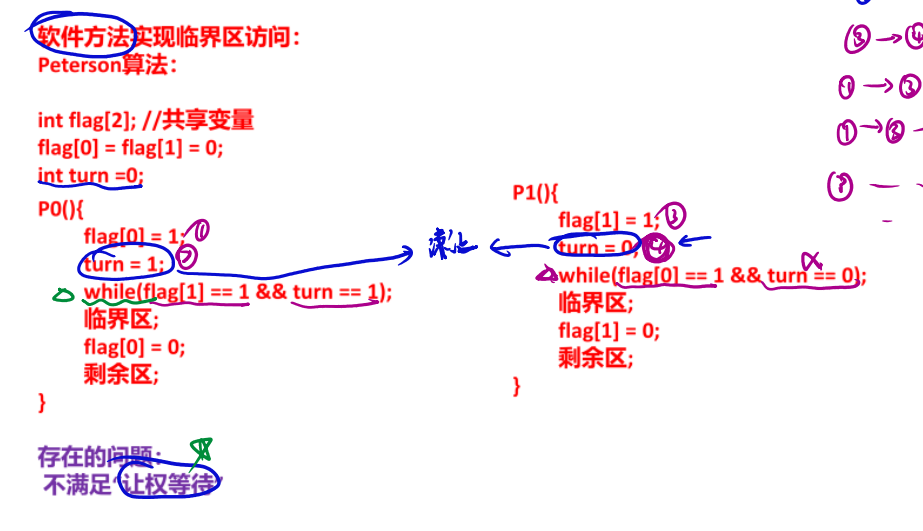 软件方法实现临界区访问：
Peterson算法：
int flag[2]; //共享变量
flag[0] = flag[1] = 0;
int turn =0;
P0(){
flag[0] = 1; ①
turn = 1; ②
while(flag[1] == 1 && turn == 1);
临界区;
flag[0] = 0;
剩余区;
}
P1(){
flag[1] = 1; ③
turn = 0; ④
while(flag[0] == 1 && turn == 0);
临界区;
flag[1] = 0;
剩余区;
}
③→④
①→③
①→②→
存在的问题：
不满足“让权等待”